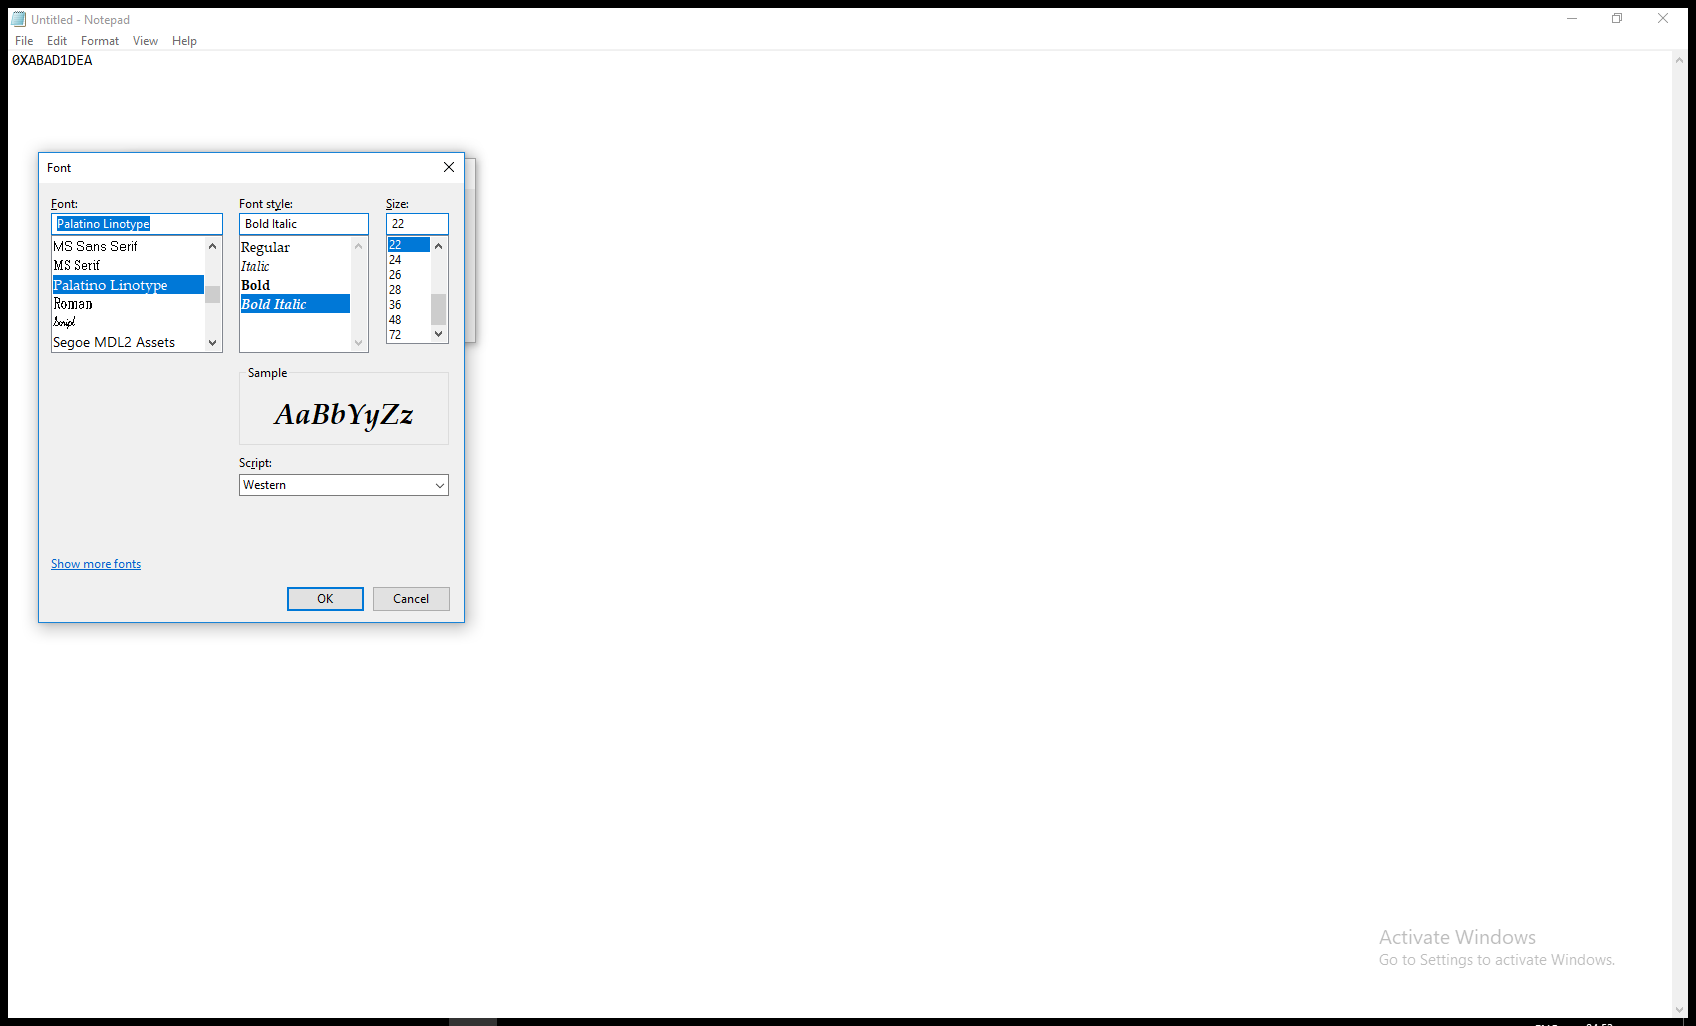 Untitled - Notepad
File Edit Format View Help
0XABAD1DEA
Font
Font:
Palatino Linotype
MS Sans Serif
MS Serif
Palatino Linotype
Roman
Script
Segoe MDL2 Assets
Font style:
Bold Italic
Regular
Italic
Bold
Bold Italic
Size:
22
22
24
26
28
36
48
72
Sample
AaBbYyZz
Script:
Western
Show more fonts
OK Cancel
Activate Windows
Go to Settings to activate Windows.